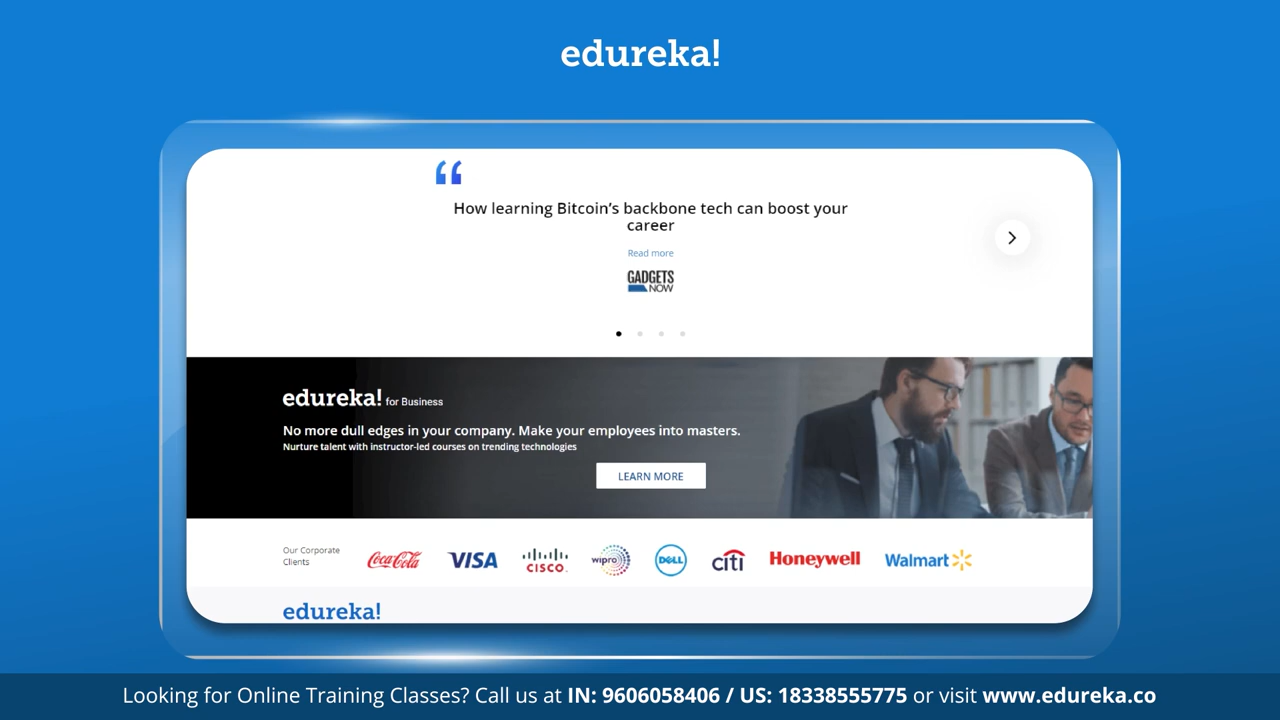 edureka!
“
How learning Bitcoin’s backbone tech can boost your
career
Read more
GADGETS
NOW
edureka! for Business
No more dull edges in your company. Make your employees into masters.
Nurture talent with instructor-led courses on trending technologies
LEARN MORE
Our Corporate
Clients
Coca-Cola VISA CISCO. wipro DELL citi Honeywell Walmart
edureka!
Looking for Online Training Classes? Call us at IN: 9606058406 / US: 18338555775 or visit www.edureka.co